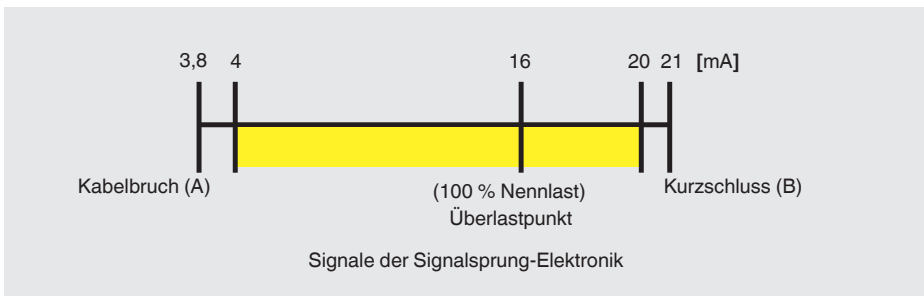 3,8 4 16 20 21 [mA]
Kabelbruch (A) (100 % Nennlast) Kurzschluss (B)
Überlastpunkt
Signale der Signalsprung-Elektronik